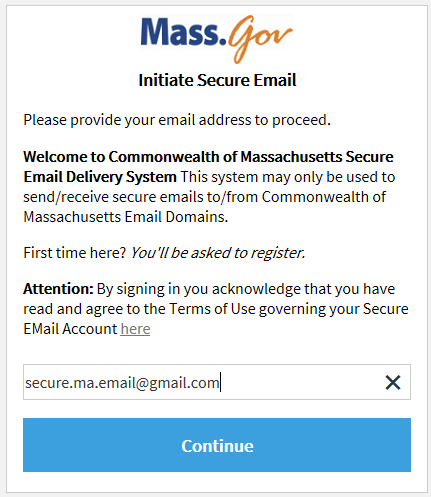 Mass.Gov
Initiate Secure Email
Please provide your email address to proceed.
Welcome to Commonwealth of Massachusetts Secure
Email Delivery System This system may only be used to
send/receive secure emails to/from Commonwealth of
Massachusetts Email Domains.
First time here? You'll be asked to register.
Attention: By signing in you acknowledge that you have
read and agree to the Terms of Use governing your Secure
EMail Account here
secure.ma.email@gmail.com
Continue